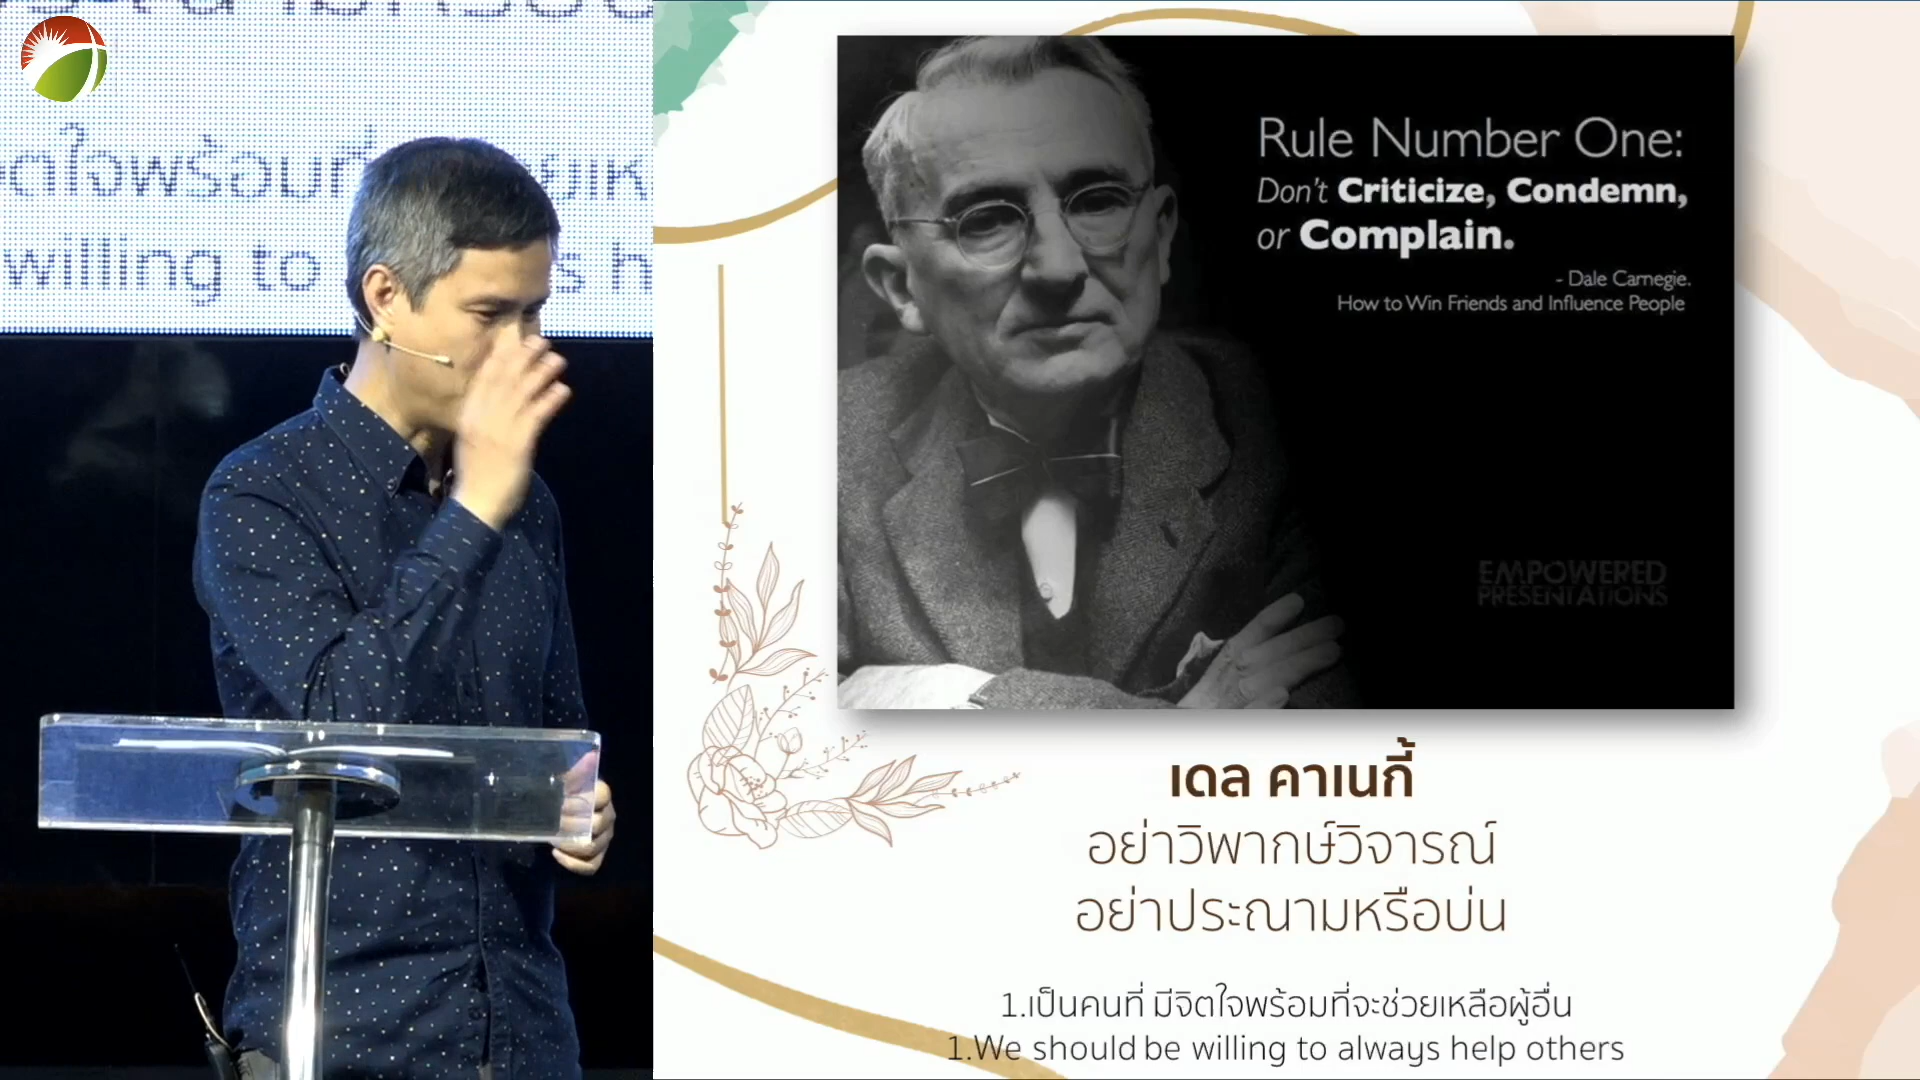 willing to
Rule Number One:
Don't Criticize, Condemn,
or Complain.
- Dale Carnegie.
How to Win Friends and Influence People
EMPOWERED
PRESENTATIONS
เดล คาเนกี้
อย่าวิพากษ์วิจารณ์
อย่าประณามหรือบ่น
1.เป็นคนที่ มีจิตใจพร้อมที่จะช่วยเหลือผู้อื่น
1.We should be willing to always help others